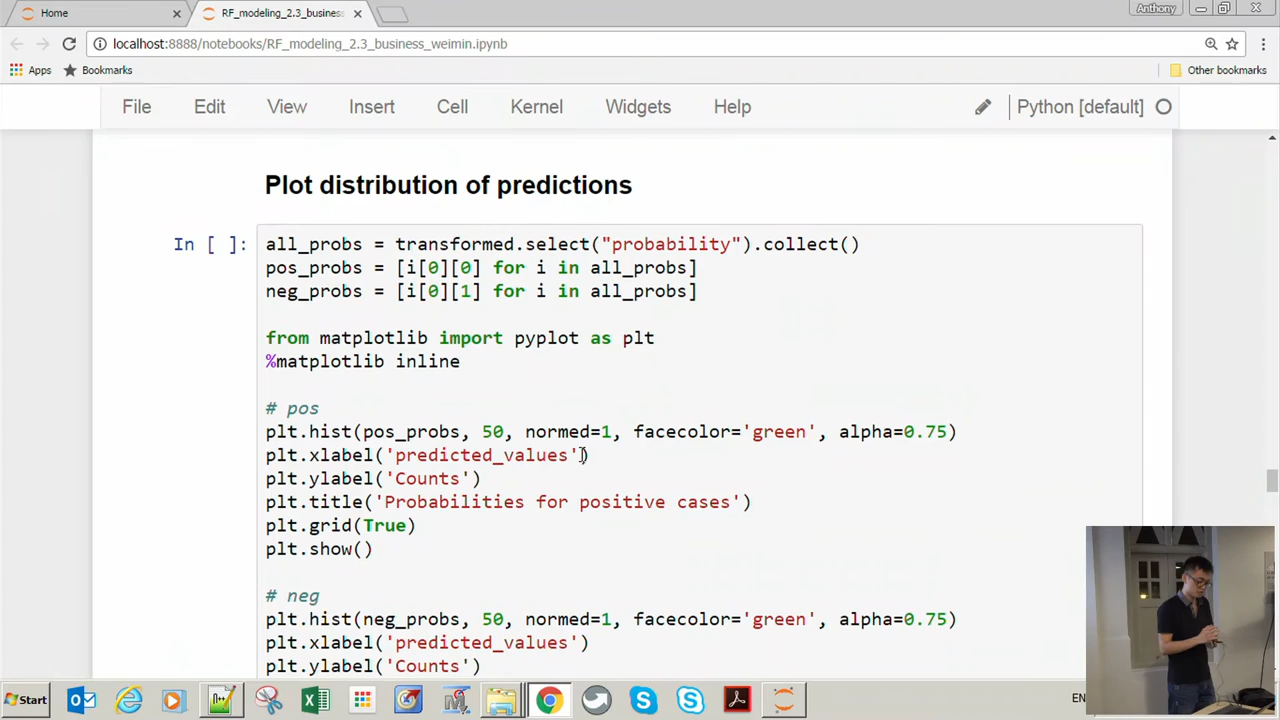 Home
RF_modeling_2.3_business_
Anthony
localhost:8888/notebooks/RF_modeling_2.3_business_weimin.ipynb
Apps Bookmarks Other bookmarks
File Edit View Insert Cell Kernel Widgets Help Python [default]
Plot distribution of predictions
In [ ]: all_probs = transformed.select("probability").collect()
pos_probs = [i[0][0] for i in all_probs]
neg_probs = [i[0][1] for i in all_probs]
from matplotlib import pyplot as plt
%matplotlib inline
# pos
plt.hist(pos_probs, 50, normed=1, facecolor='green', alpha=0.75)
plt.xlabel('predicted_values')
plt.ylabel('Counts')
plt.title('Probabilities for positive cases')
plt.grid(True)
plt.show()
# neg
plt.hist(neg_probs, 50, normed=1, facecolor='green', alpha=0.75)
plt.xlabel('predicted_values')
plt.ylabel('Counts')
Start
EN